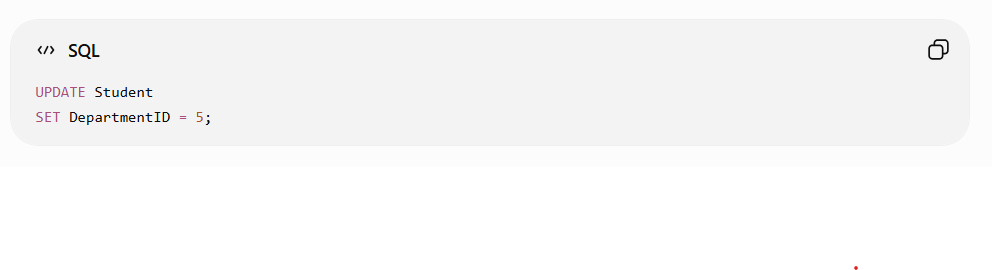 SQL
UPDATE Student
SET DepartmentID = 5;